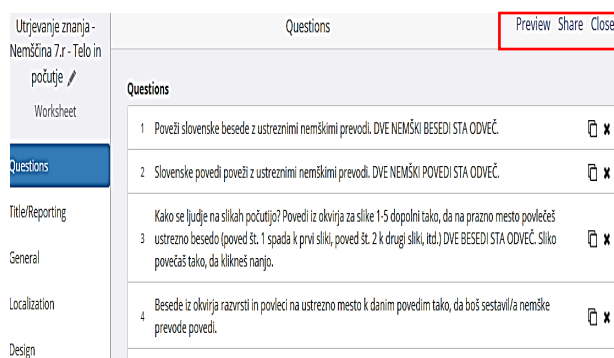 Utrjevanje znanja -
Nemščina 7.r - Telo in
počutje
Worksheet
Questions
Title/Reporting
General
Localization
Design
Questions
Preview Share Close
Questions
1 Poveži slovenske besede z ustreznimi nemškimi prevodi. DVE NEMŠKI BESEDI STA ODVEČ.
2 Slovenske povedi poveži z ustreznimi nemškimi prevodi. DVE NEMŠKI POVEDI STA ODVEČ.
3 Kako se ljudje na slikah počutijo? Povedi iz okvirja za slike 1-5 dopolni tako, da na prazno mesto povlečeš
ustrezno besedo (poved št. 1 spada k prvi sliki, poved št. 2 k drugi sliki, itd.) DVE BESEDI STA ODVEČ. Sliko
povečaš tako, da klikneš nanjo.
4 Besede iz okvirja razvrsti in povleci na ustrezno mesto k danim povedim tako, da boš sestavil/a nemške
prevode povedi.